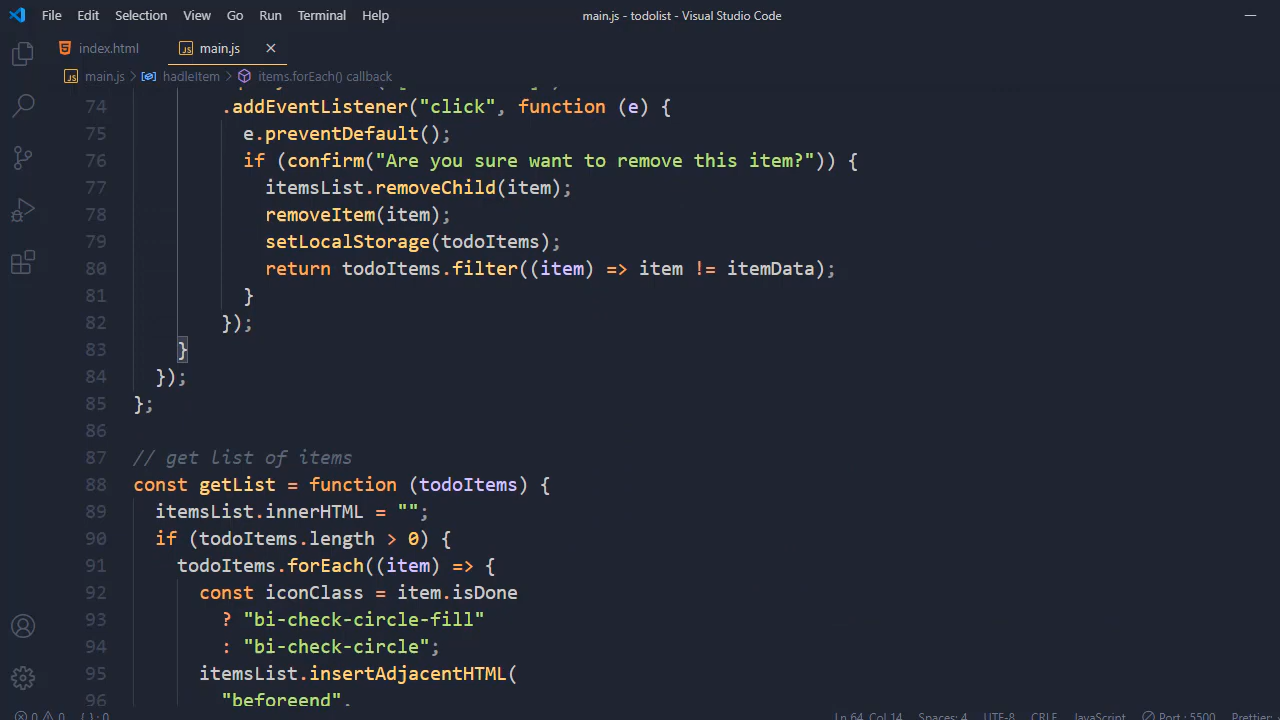 File Edit Selection View Go Run Terminal Help main.js - todolist - Visual Studio Code
index.html JS main.js
JS main.js > hadleItem > items.forEach() callback
74 .addEventListener("click", function (e) {
75 e.preventDefault();
76 if (confirm("Are you sure want to remove this item?")) {
77 itemsList.removeChild(item);
78 removeItem(item);
79 setLocalStorage(todoItems);
80 return todoItems.filter((item) => item != itemData);
81 }
82 });
83 }
84 });
85 };
86
87 // get list of items
88 const getList = function (todoItems) {
89 itemsList.innerHTML = "";
90 if (todoItems.length > 0) {
91 todoItems.forEach((item) => {
92 const iconClass = item.isDone
93 ? "bi-check-circle-fill"
94 : "bi-check-circle";
95 itemsList.insertAdjacentHTML(
96 "beforeend",
0 0 { } : 0 Ln 64, Col 14 Spaces: 4 UTF-8 CRLF JavaScript Port : 5500 Prettier